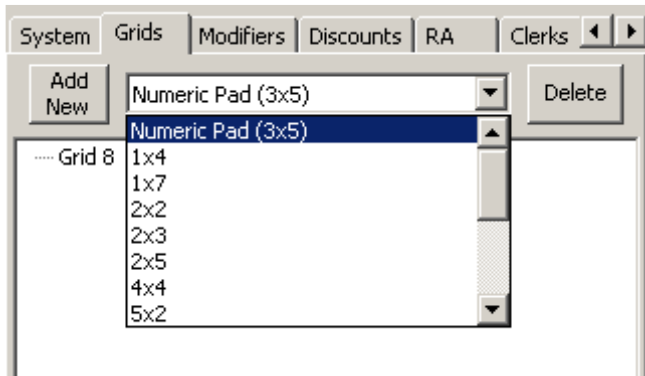 System Grids Modifiers Discounts RA Clerks
Add New
Numeric Pad (3x5)
Delete
Numeric Pad (3x5)
Grid 8
1x4
1x7
2x2
2x3
2x5
4x4
5x2